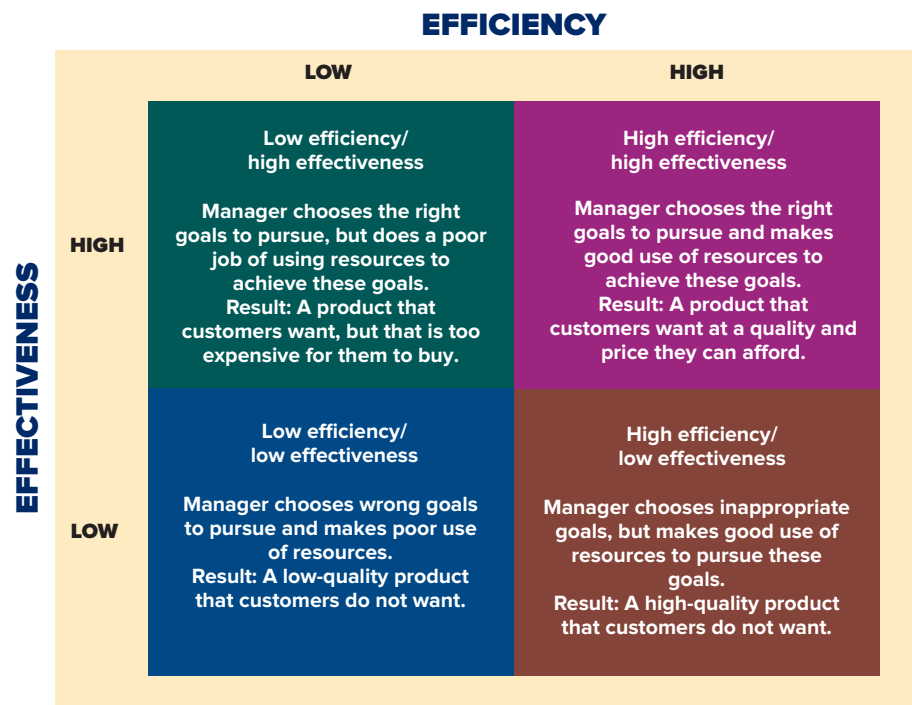 EFFICIENCY
LOW
HIGH
EFFECTIVENESS
HIGH
Low efficiency/
high effectiveness
Manager chooses the right
goals to pursue, but does a poor
job of using resources to
achieve these goals.
Result: A product that
customers want, but that is too
expensive for them to buy.
High efficiency/
high effectiveness
Manager chooses the right
goals to pursue and makes
good use of resources to
achieve these goals.
Result: A product that
customers want at a quality and
price they can afford.
LOW
Low efficiency/
low effectiveness
Manager chooses wrong goals
to pursue and makes poor use
of resources.
Result: A low-quality product
that customers do not want.
High efficiency/
low effectiveness
Manager chooses inappropriate
goals, but makes good use of
resources to pursue these
goals.
Result: A high-quality product
that customers do not want.